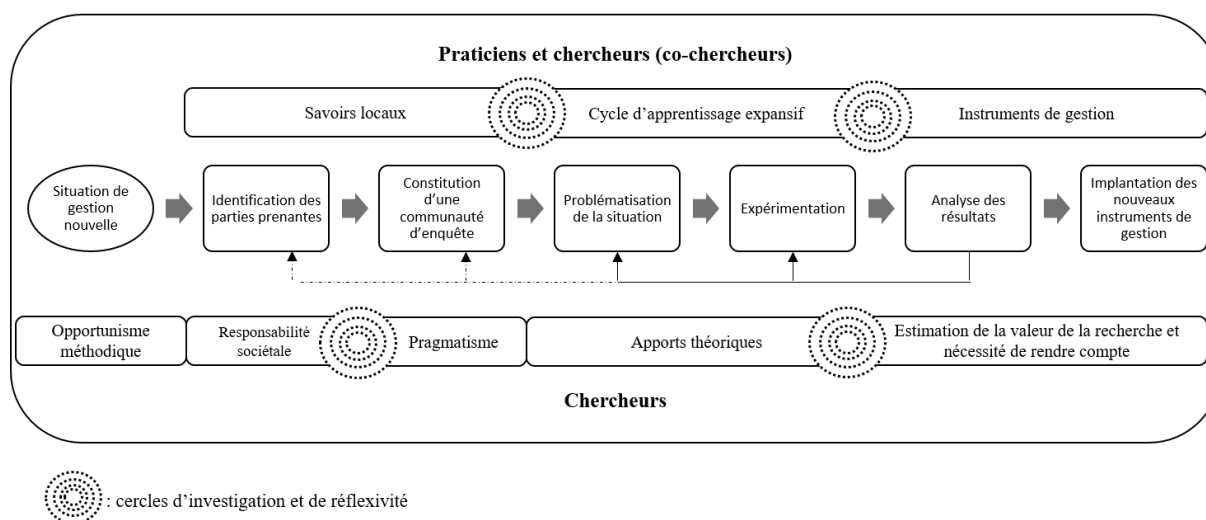 Praticiens et chercheurs (co-chercheurs)
Savoirs locaux
Cycle d’apprentissage expansif
Instruments de gestion
Situation de
gestion
nouvelle
Identification des
parties prenantes
Constitution
d’une
communauté
d’enquête
Problématisation
de la situation
Expérimentation
Analyse des
résultats
Implantation des
nouveaux
instruments de
gestion
Opportunisme
méthodique
Responsabilité
sociétale
Pragmatisme
Apports théoriques
Estimation de la valeur de la recherche et
nécessité de rendre compte
Chercheurs
: cercles d’investigation et de réflexivité